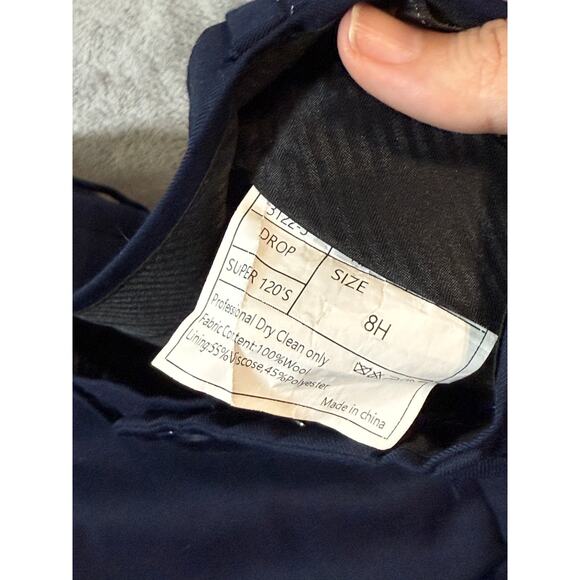 DROP
SIZE
SUPER 120'S
8H
Professional Dry Clean only
Fabric Content:100%Wool
Lining:55%Viscose,45%Polyester
Made in china